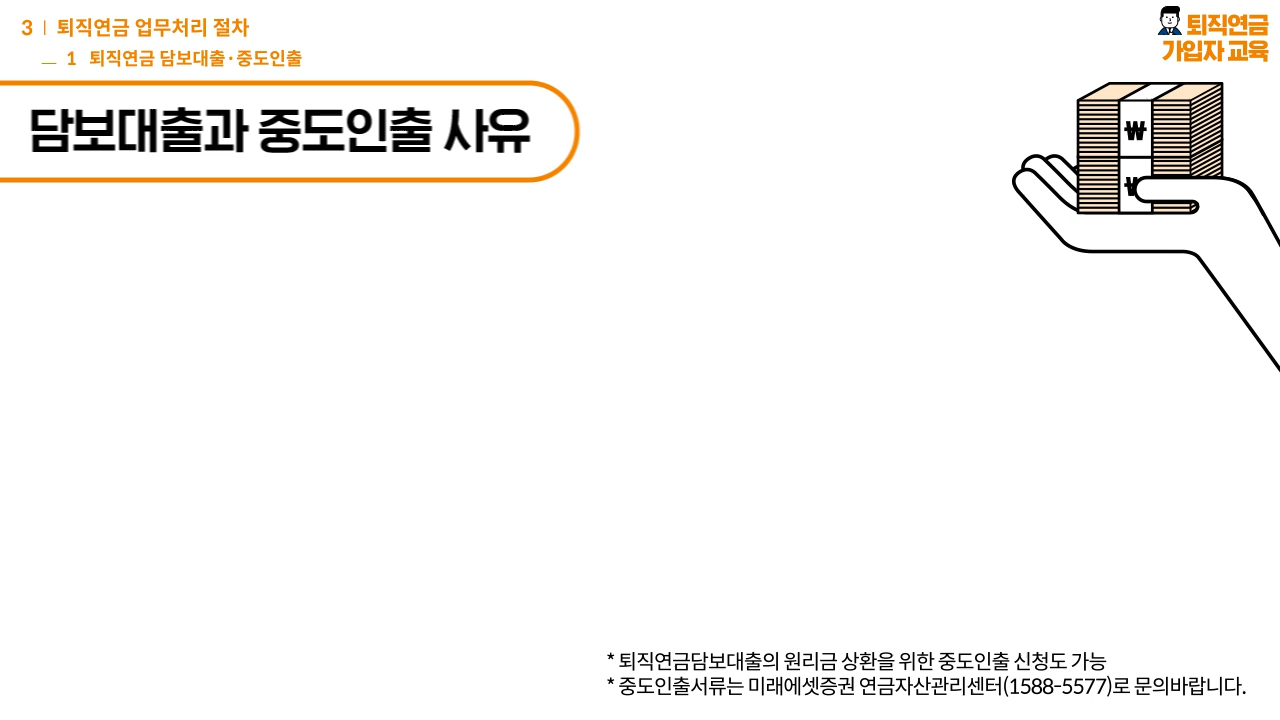 3 | 퇴직연금 업무처리 절차
1 퇴직연금 담보대출·중도인출
퇴직연금
가입자 교육
담보대출과 중도인출 사유
₩
₩
* 퇴직연금담보대출의 원리금 상환을 위한 중도인출 신청도 가능
* 중도인출서류는 미래에셋증권 연금자산관리센터(1588-5577)로 문의바랍니다.